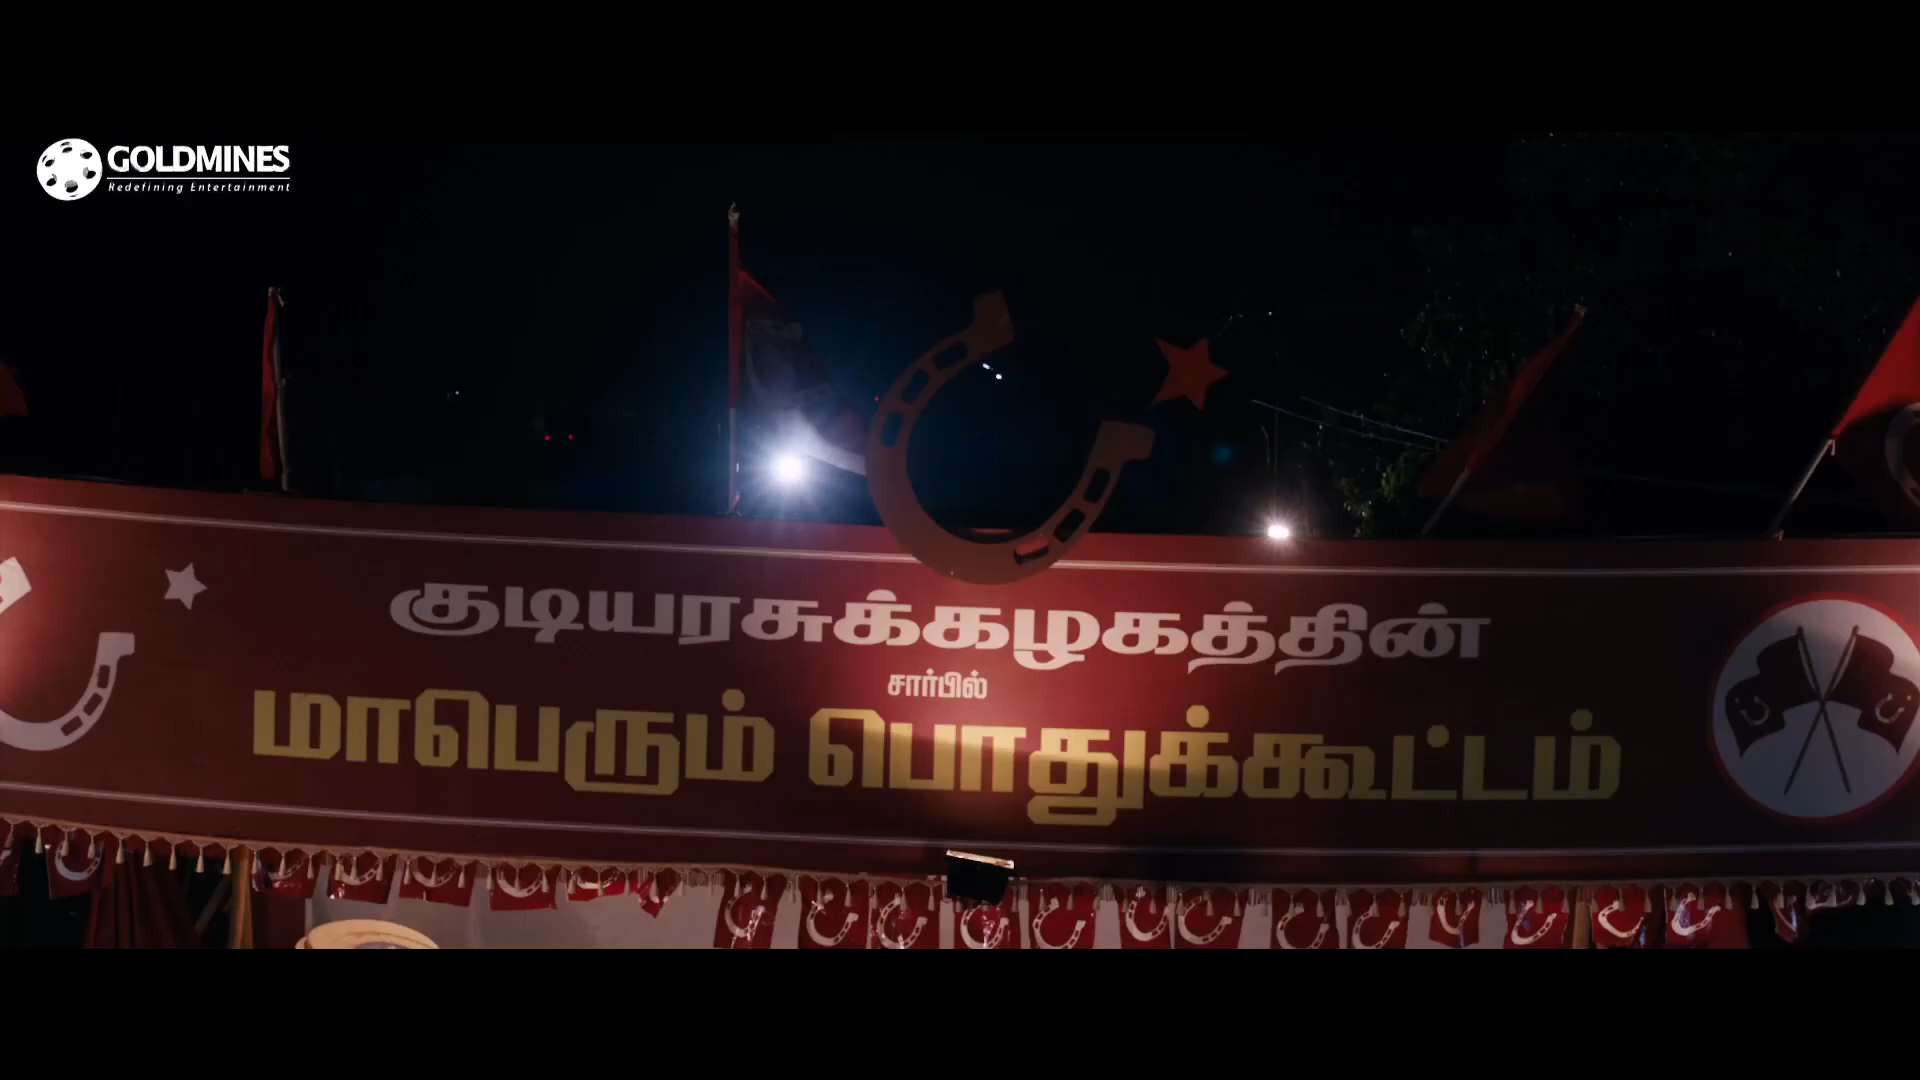 GOLDMINES
Redefining Entertainment
குடியரசுக்கழகத்தின்
சார்பில்
மாபெரும் பொதுக்கூட்டம்